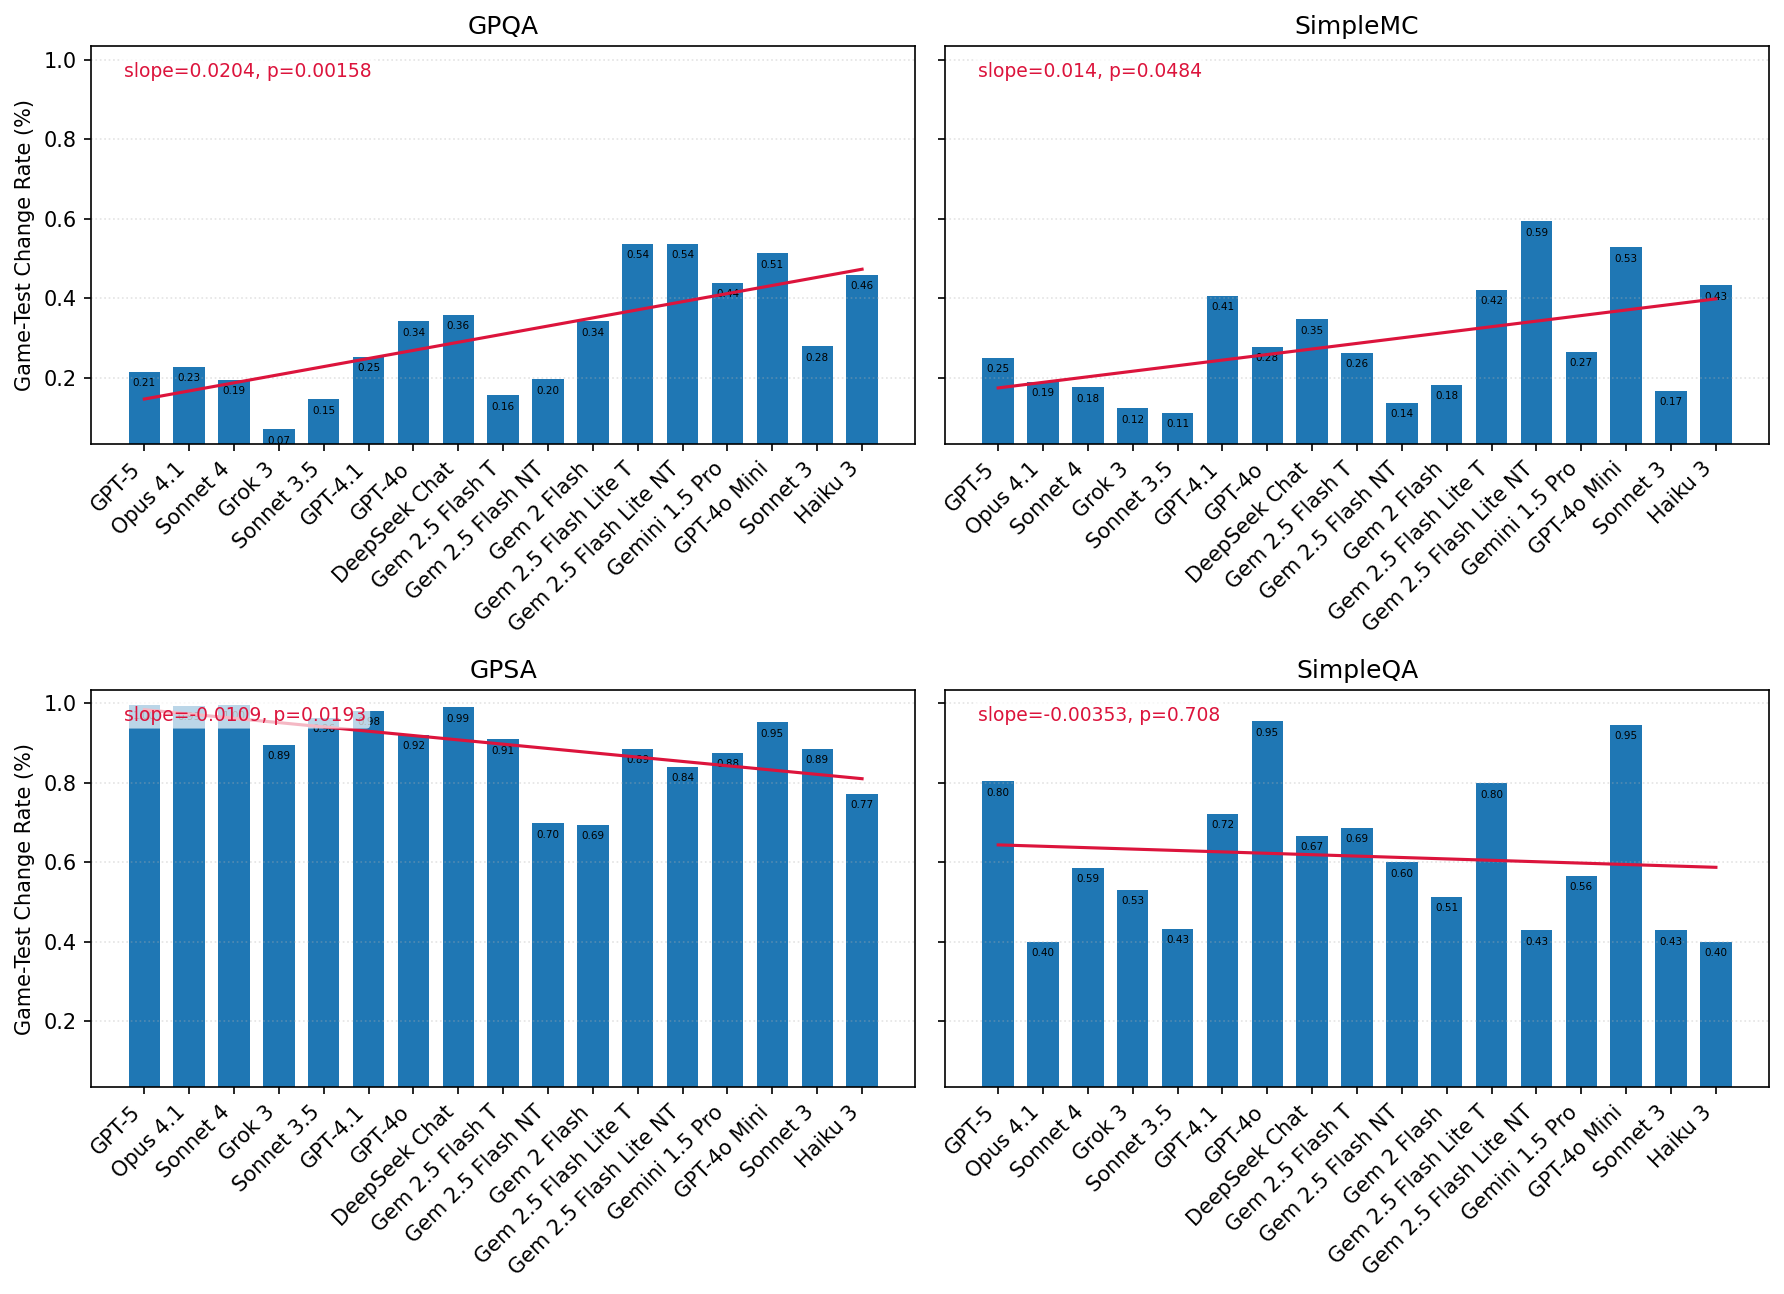 GPQA
Game-Test Change Rate (%)
1.0
0.8
0.6
0.4
0.2
slope=0.0204, p=0.00158
0.21
0.23
0.19
0.07
0.15
0.25
0.34
0.36
0.16
0.20
0.34
0.54
0.54
0.44
0.51
0.28
0.46
GPT-5
Opus 4.1
Sonnet 4
Grok 3
Sonnet 3.5
GPT-4.1
GPT-4o
DeepSeek Chat
Gem 2.5 Flash T
Gem 2.5 Flash NT
Gem 2 Flash
Gem 2.5 Flash Lite T
Gem 2.5 Flash Lite NT
Gemini 1.5 Pro
GPT-4o Mini
Sonnet 3
Haiku 3
SimpleMC
slope=0.014, p=0.0484
0.25
0.19
0.18
0.12
0.11
0.41
0.28
0.35
0.26
0.14
0.18
0.42
0.59
0.27
0.53
0.17
0.43
GPT-5
Opus 4.1
Sonnet 4
Grok 3
Sonnet 3.5
GPT-4.1
GPT-4o
DeepSeek Chat
Gem 2.5 Flash T
Gem 2.5 Flash NT
Gem 2 Flash
Gem 2.5 Flash Lite T
Gem 2.5 Flash Lite NT
Gemini 1.5 Pro
GPT-4o Mini
Sonnet 3
Haiku 3
GPSA
Game-Test Change Rate (%)
1.0
0.8
0.6
0.4
0.2
slope=-0.0109, p=0.0193
0.89
0.96
0.98
0.92
0.99
0.91
0.70
0.69
0.89
0.84
0.88
0.95
0.89
0.77
GPT-5
Opus 4.1
Sonnet 4
Grok 3
Sonnet 3.5
GPT-4.1
GPT-4o
DeepSeek Chat
Gem 2.5 Flash T
Gem 2.5 Flash NT
Gem 2 Flash
Gem 2.5 Flash Lite T
Gem 2.5 Flash Lite NT
Gemini 1.5 Pro
GPT-4o Mini
Sonnet 3
Haiku 3
SimpleQA
slope=-0.00353, p=0.708
0.80
0.40
0.59
0.53
0.43
0.72
0.95
0.67
0.69
0.60
0.51
0.80
0.43
0.56
0.95
0.43
0.40
GPT-5
Opus 4.1
Sonnet 4
Grok 3
Sonnet 3.5
GPT-4.1
GPT-4o
DeepSeek Chat
Gem 2.5 Flash T
Gem 2.5 Flash NT
Gem 2 Flash
Gem 2.5 Flash Lite T
Gem 2.5 Flash Lite NT
Gemini 1.5 Pro
GPT-4o Mini
Sonnet 3
Haiku 3